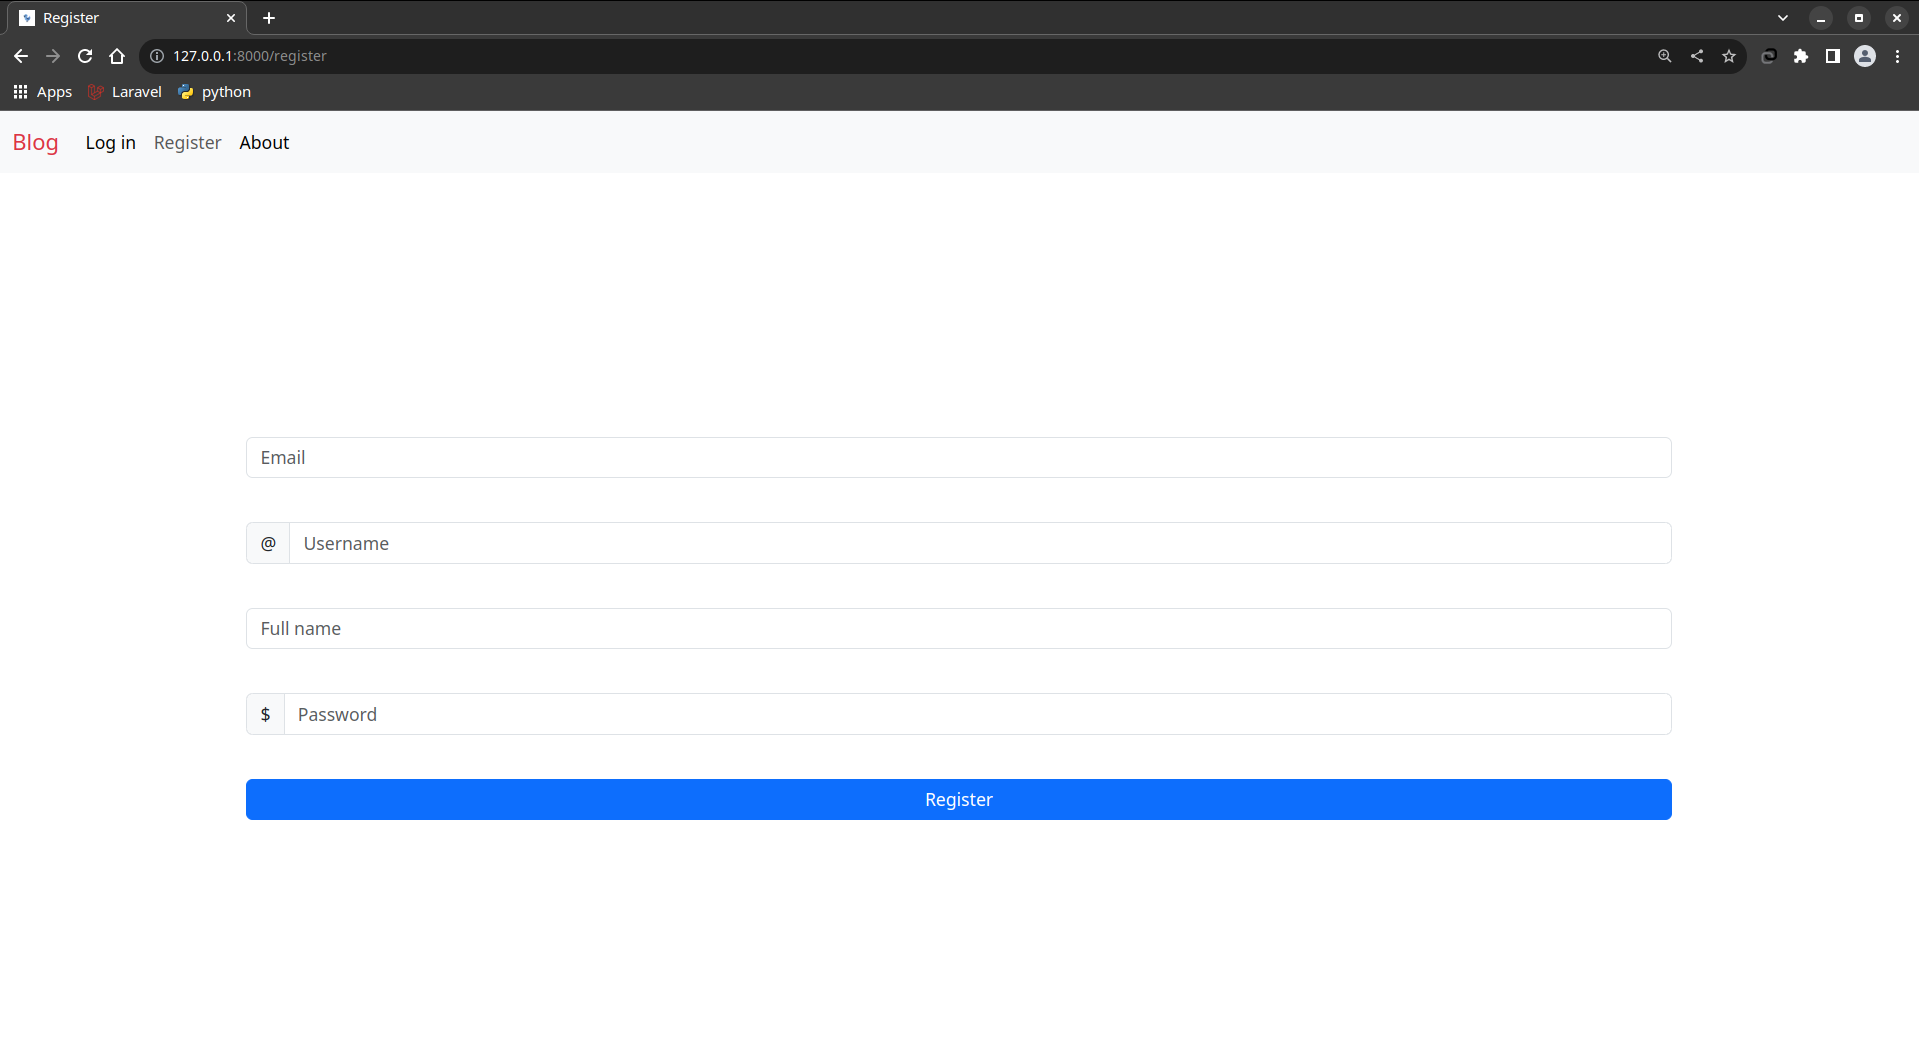 Register
127.0.0.1:8000/register
Apps Laravel python
Blog Log in Register About
Email
@ Username
Full name
$ Password
Register